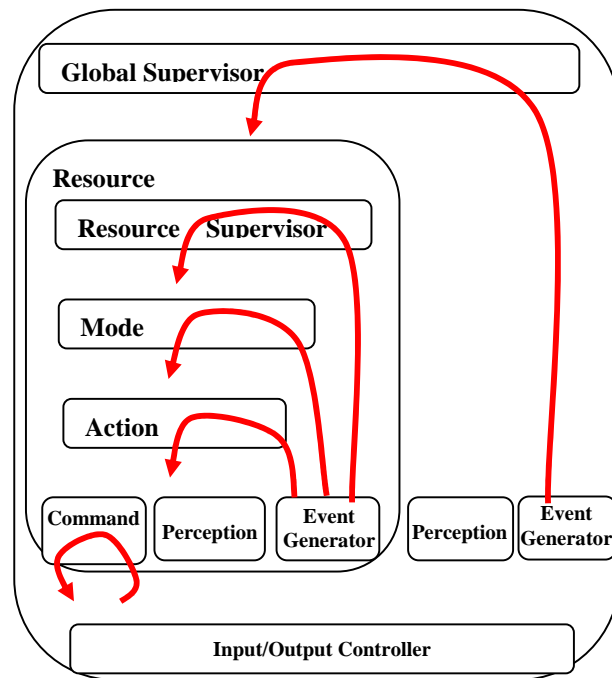 Global Supervisor
Resource
Resource Supervisor
Mode
Action
Command
Perception
Event
Generator
Perception
Event
Generator
Input/Output Controller